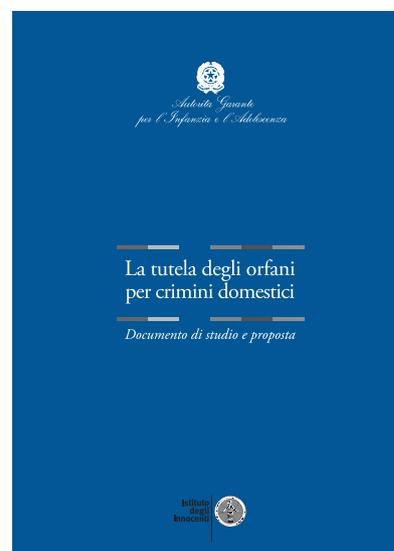 Autorità Garante
per l'Infanzia e l'Adolescenza
La tutela degli orfani
per crimini domestici
Documento di studio e proposta
Istituto
degli
Innocenti